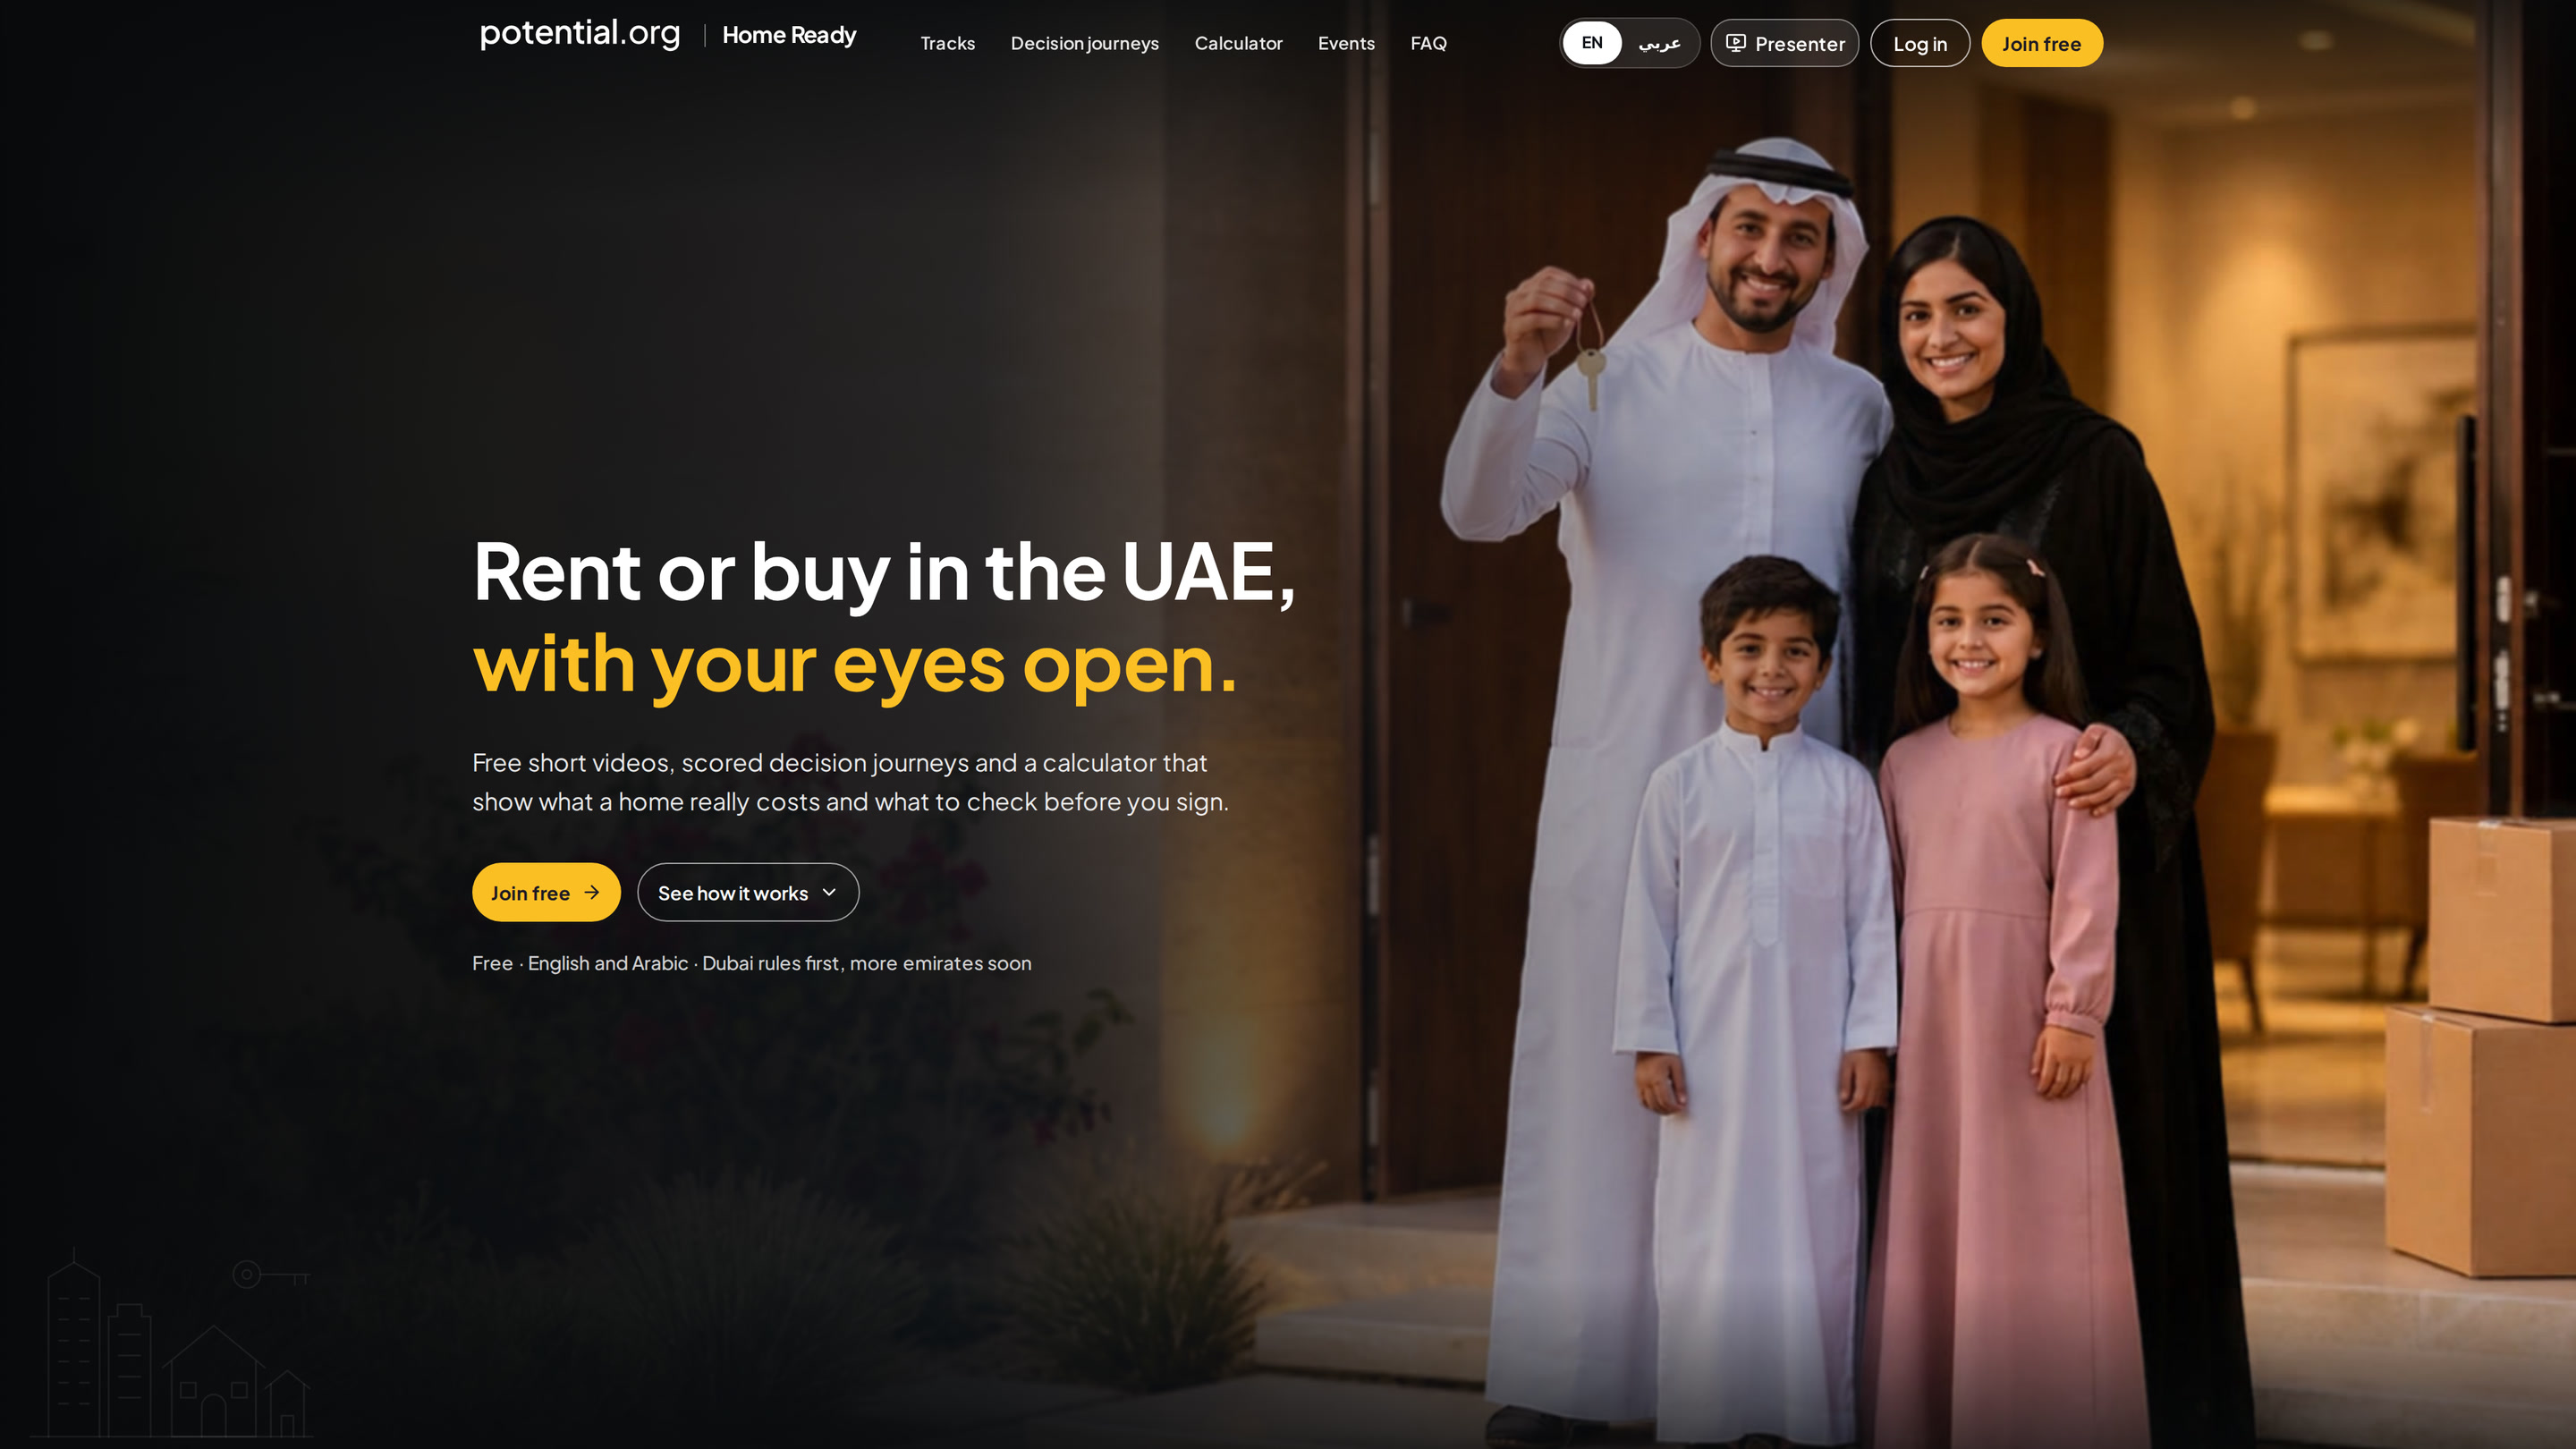 potential.org | Home Ready
Tracks
Decision journeys
Calculator
Events
FAQ
EN
عربي
Presenter
Log in
Join free
Rent or buy in the UAE,
with your eyes open.
Free short videos, scored decision journeys and a calculator that
show what a home really costs and what to check before you sign.
Join free
See how it works
Free · English and Arabic · Dubai rules first, more emirates soon